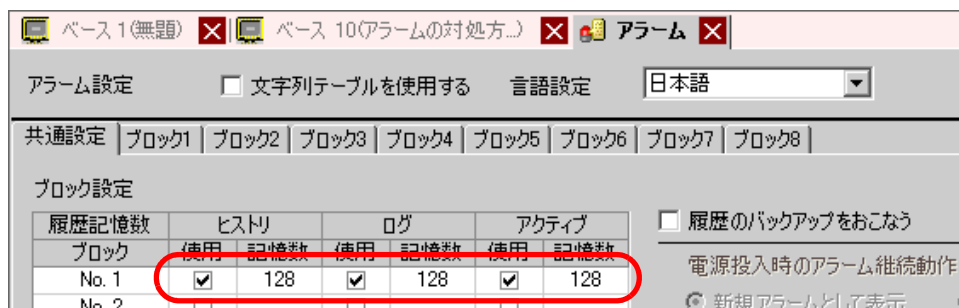 ベース 1(無題) ベース 10(アラームの対処方...) アラーム
アラーム設定 文字列テーブルを使用する 言語設定 日本語
共通設定 ブロック1 ブロック2 ブロック3 ブロック4 ブロック5 ブロック6 ブロック7 ブロック8
ブロック設定
履歴記憶数 ヒストリ ログ アクティブ 履歴のバックアップをおこなう
ブロック 使用 記憶数 使用 記憶数 使用 記憶数
電源投入時のアラーム継続動作
No. 1 128 128 128
No. 2 新規アラームとして表示